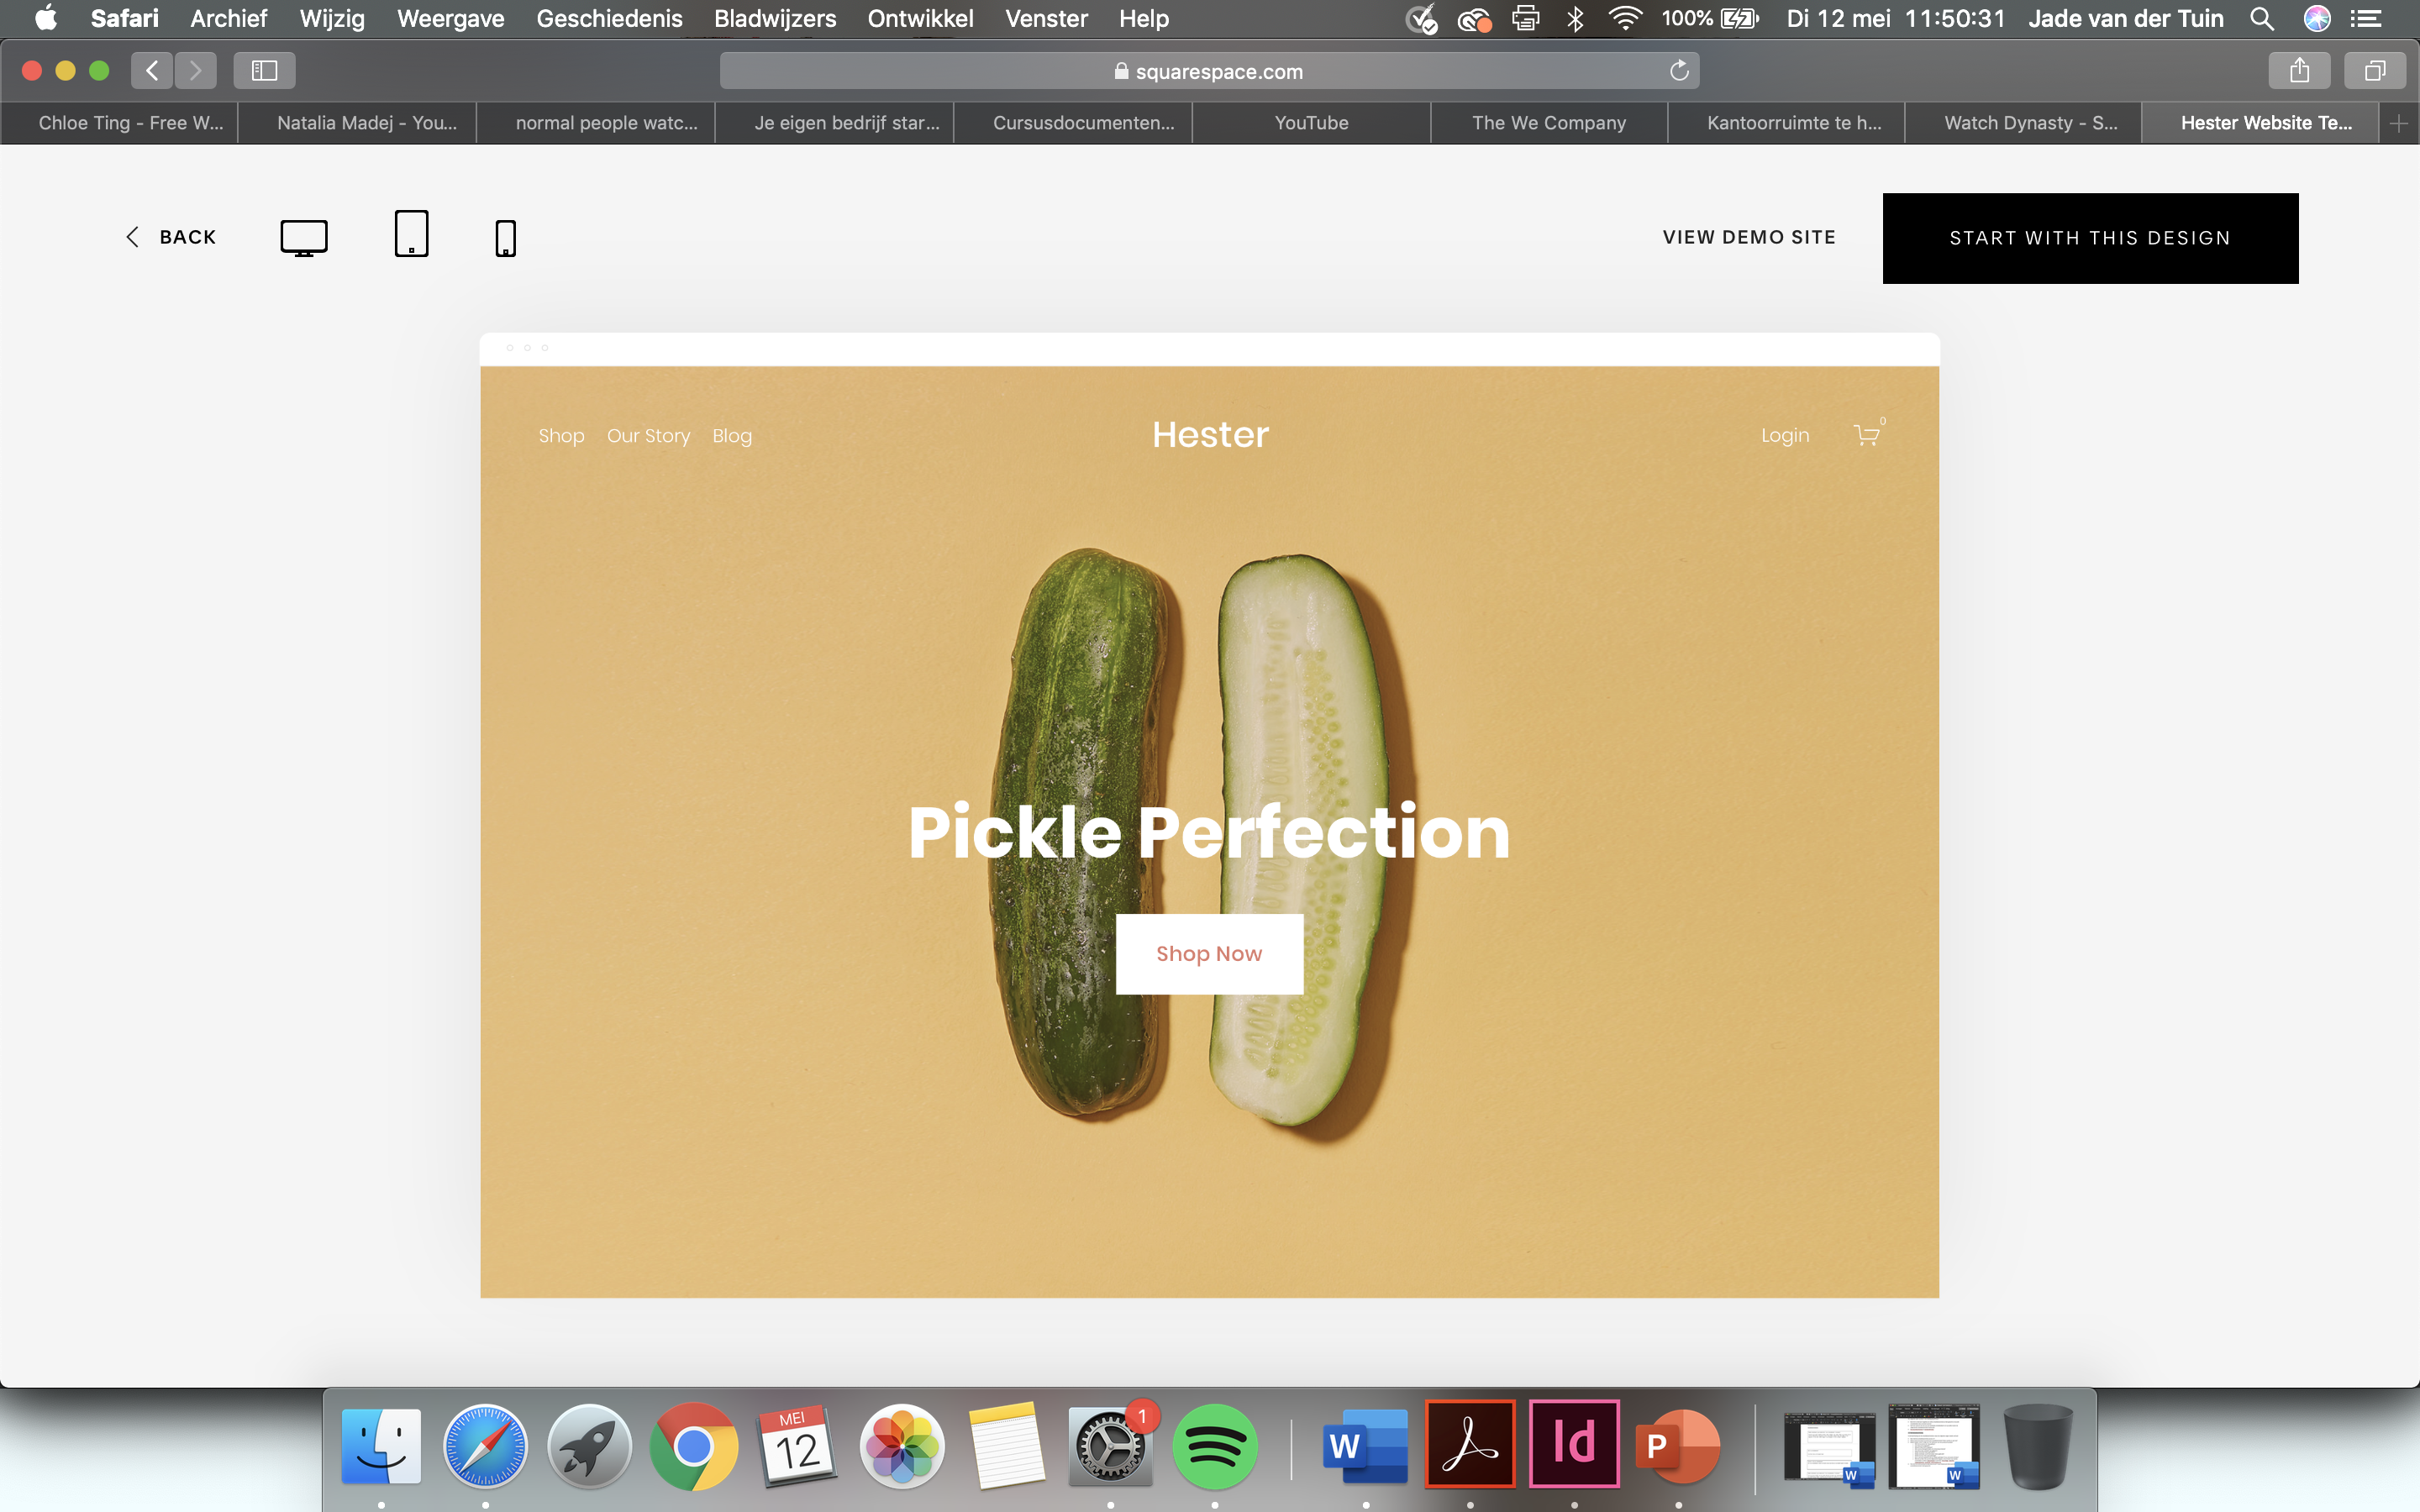 Safari Archief Wijzig Weergave Geschiedenis Bladwijzers Ontwikkel Venster Help 100% Di 12 mei 11:50:31 Jade van der Tuin
squarespace.com
Chloe Ting - Free W... Natalia Madej - You... normal people watc... Je eigen bedrijf star... Cursusdocumenten... YouTube The We Company Kantoorruimte te h... Watch Dynasty - S... Hester Website Te...
BACK VIEW DEMO SITE START WITH THIS DESIGN
Shop Our Story Blog Hester Login 0
Pickle Perfection
Shop Now
MEI 1
12 W Id P W W